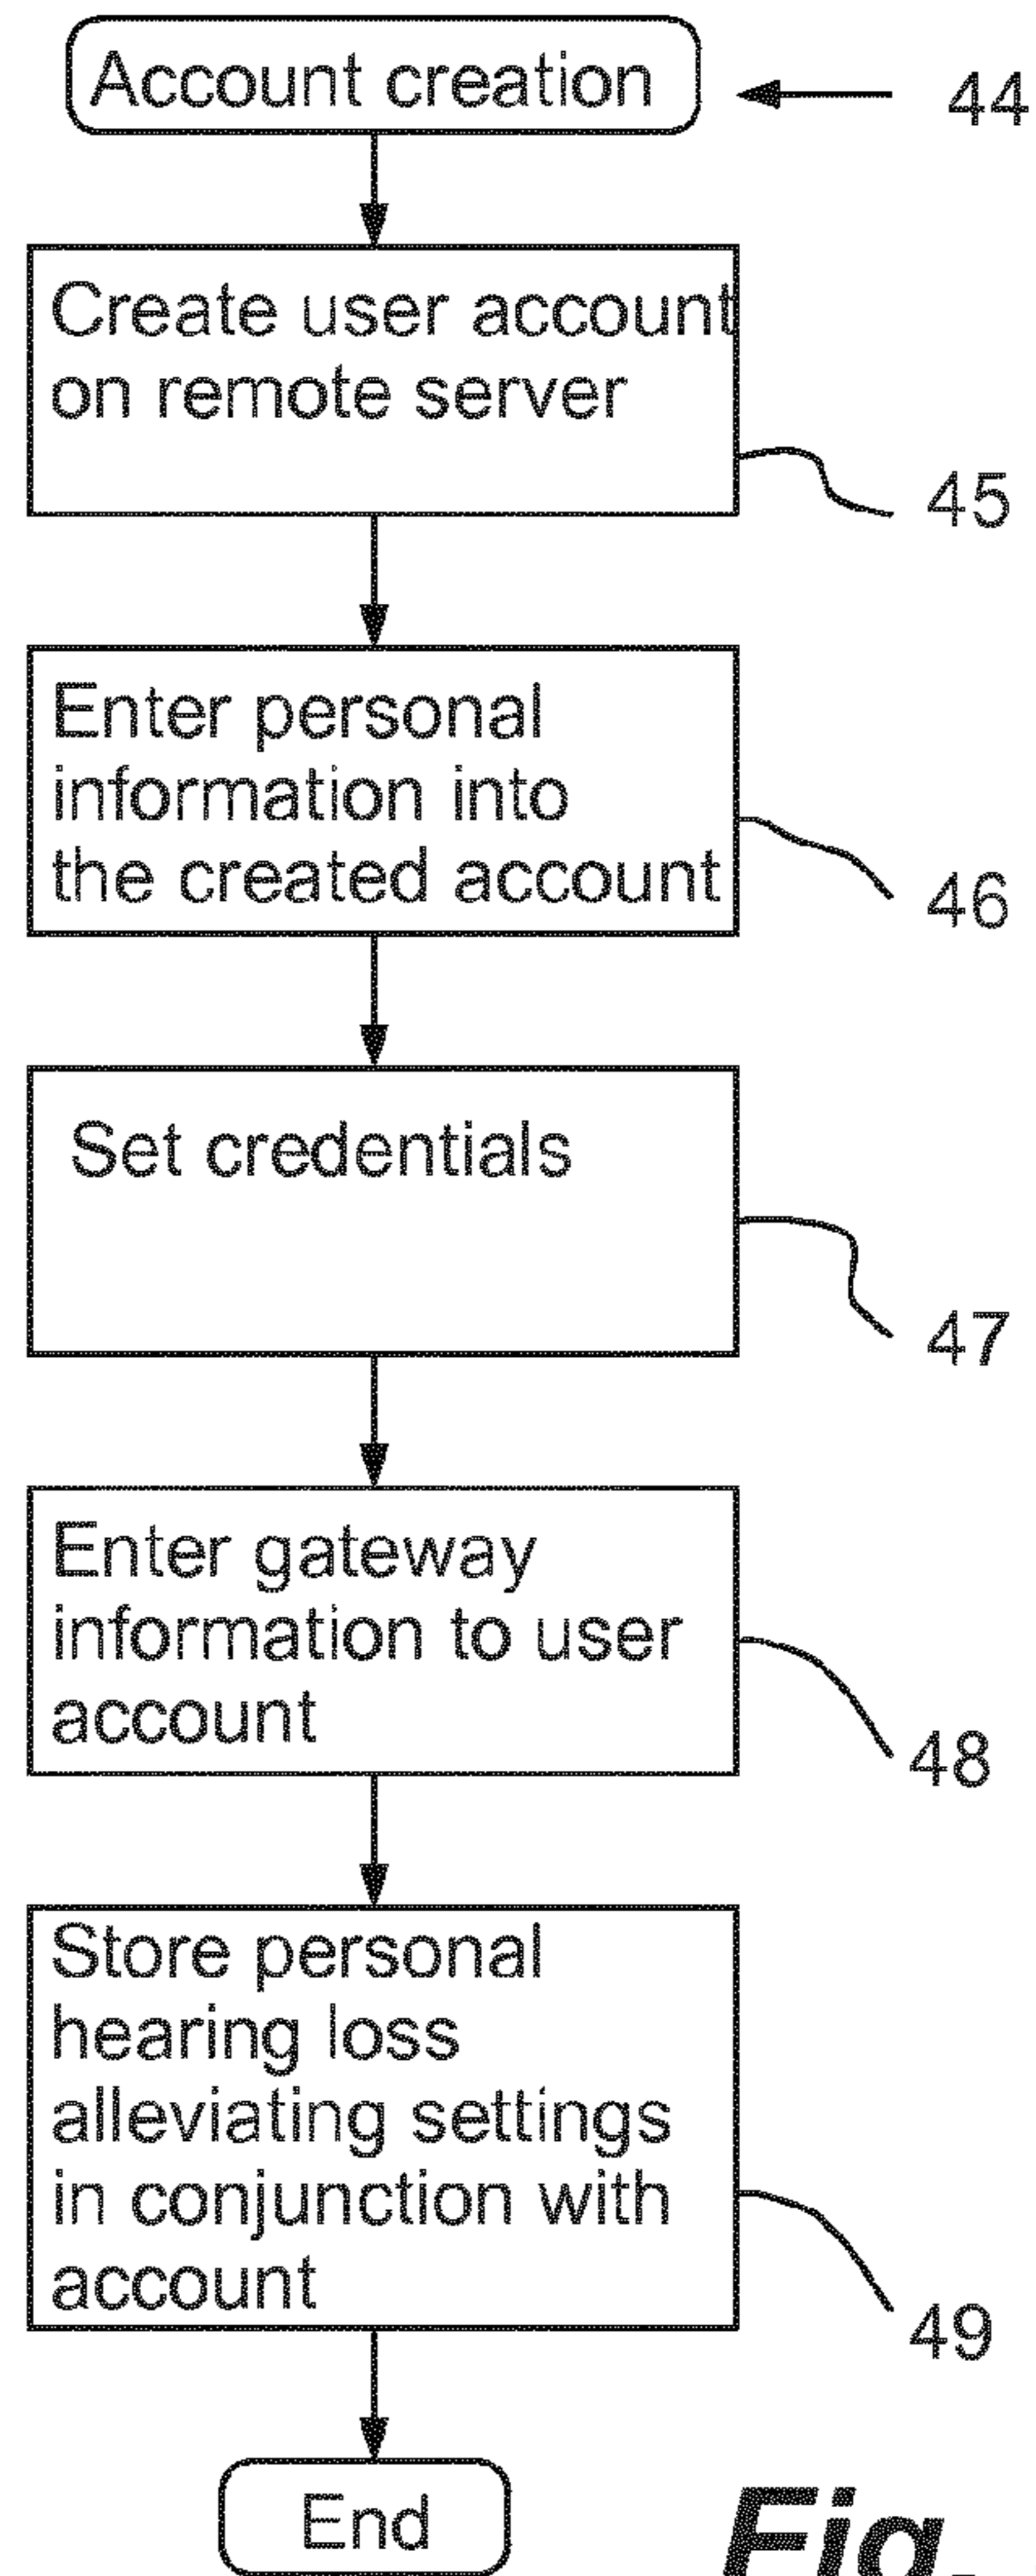 Account creation
44
Create user account
on remote server
45
Enter personal
information into
the created account
46
Set credentials
47
Enter gateway
information to user
account
48
Store personal
hearing loss
alleviating settings
in conjunction with
account
49
End
Fig.